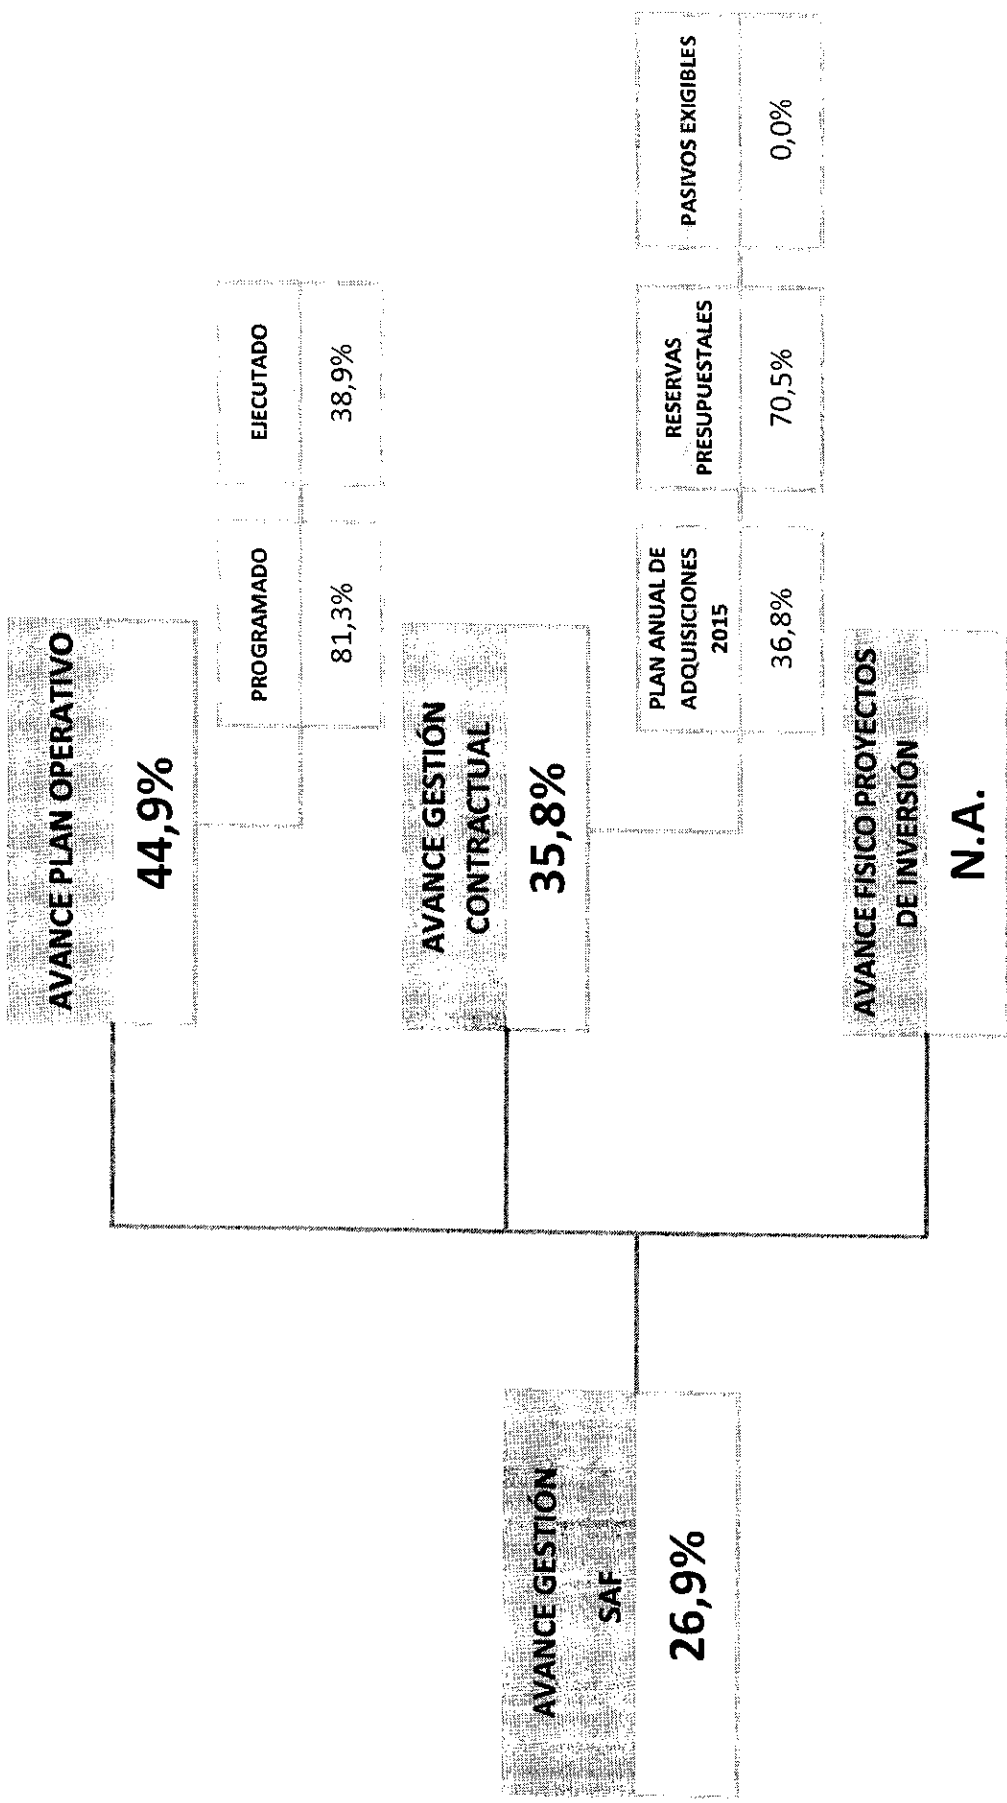 AVANCE GESTIÓN
SAF
26,9%
AVANCE PLAN OPERATIVO
44,9%
PROGRAMADO
81,3%
EJECUTADO
38,9%
AVANCE GESTIÓN
CONTRACTUAL
35,8%
PLAN ANUAL DE
ADQUISICIONES
2015
36,8%
RESERVAS
PRESUPUESTALES
70,5%
PASIVOS EXIGIBLES
0,0%
AVANCE FISICO PROYECTOS
DE INVERSIÓN
N.A.